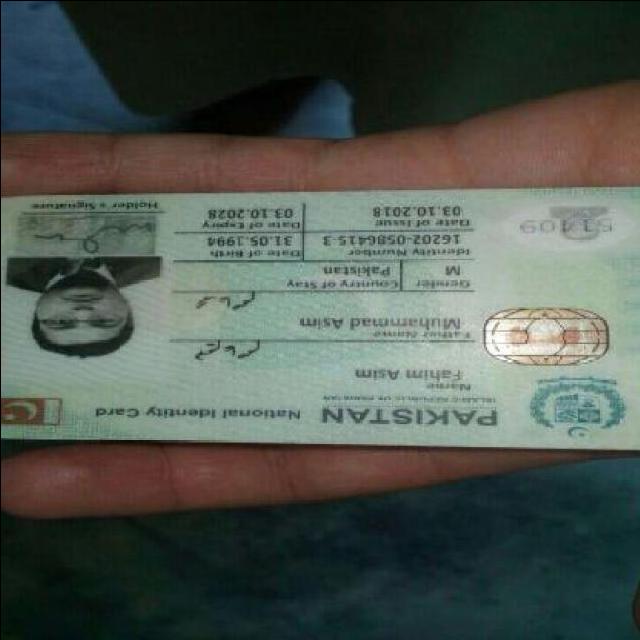 PAKISTAN National Identity Card
ISLAMIC REPUBLIC OF PAKISTAN
Name
Fahim Asim
Father Name
Muhammad Asim
Gender Country of Stay
M Pakistan
Identity Number Date of Birth
16202-0586415-3 31.05.1994
Date of Issue Date of Expiry
03.10.2018 03.10.2028
Holder's Signature